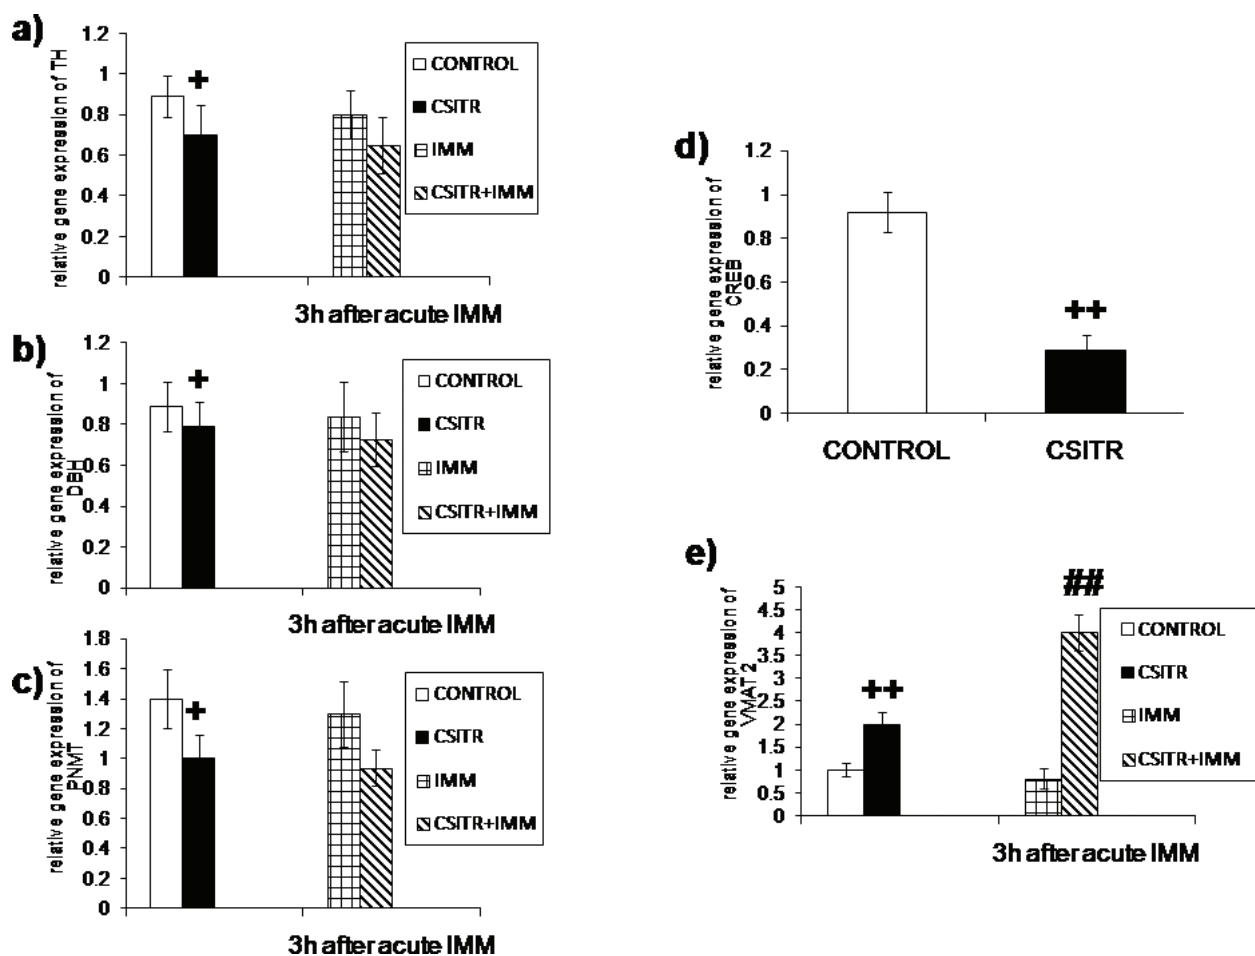 a)
relative gene expression of TH
1.2
1
0.8
0.6
0.4
0.2
0
+
CONTROL
CSITR
IMM
CSITR+IMM
3h after acute IMM
b)
relative gene expression of
DBH
1.2
1
0.8
0.6
0.4
0.2
0
+
CONTROL
CSITR
IMM
CSITR+IMM
3h after acute IMM
c)
relative gene expression of
PNMT
1.8
1.6
1.4
1.2
1
0.8
0.6
0.4
0.2
0
+
CONTROL
CSITR
IMM
CSITR+IMM
3h after acute IMM
d)
relative gene expression of
CREB
1.2
1
0.8
0.6
0.4
0.2
0
++
CONTROL
CSITR
e)
relative gene expression of
VMAT 2
5
4.5
4
3.5
3
2.5
2
1.5
1
0.5
0
++
##
CONTROL
CSITR
IMM
CSITR+IMM
3h after acute IMM